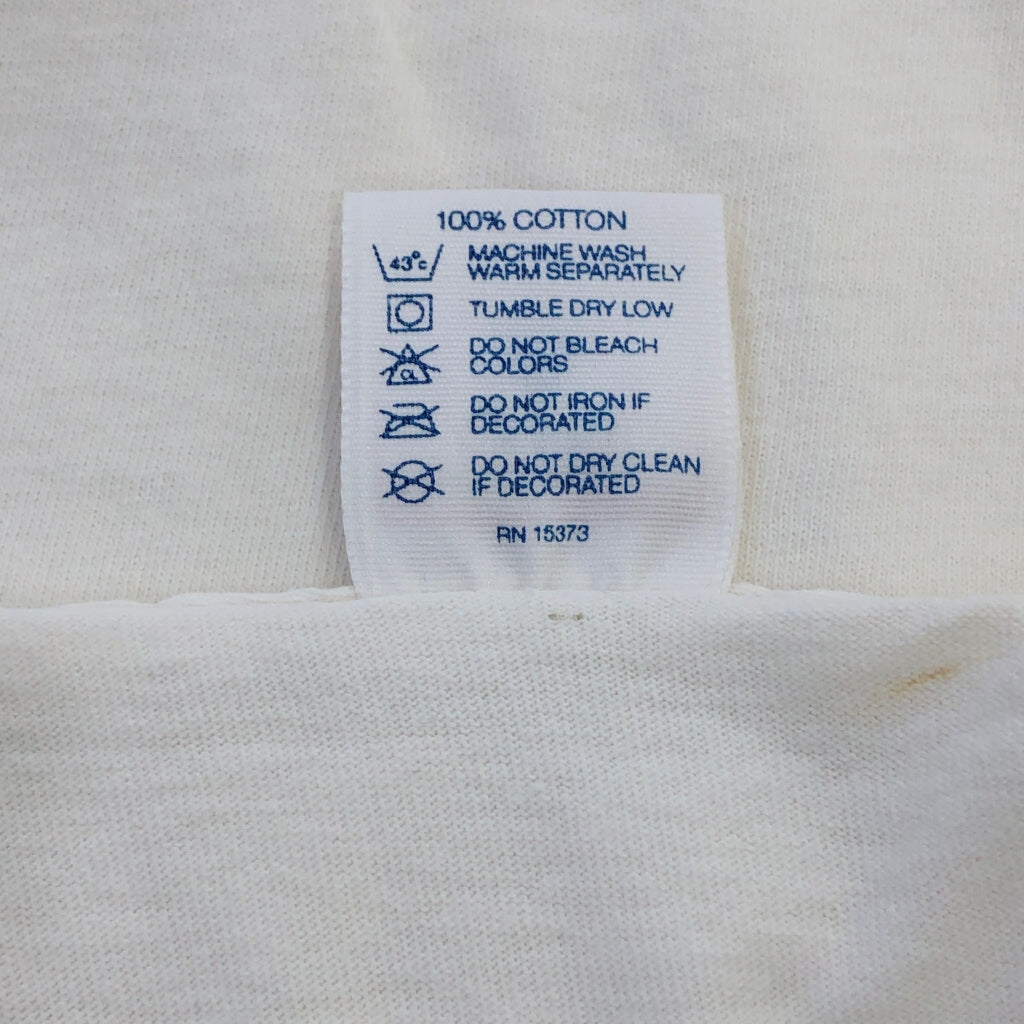 100% COTTON
43°c
MACHINE WASH
WARM SEPARATELY
TUMBLE DRY LOW
CL
DO NOT BLEACH
COLORS
DO NOT IRON IF
DECORATED
DO NOT DRY CLEAN
IF DECORATED
RN 15373